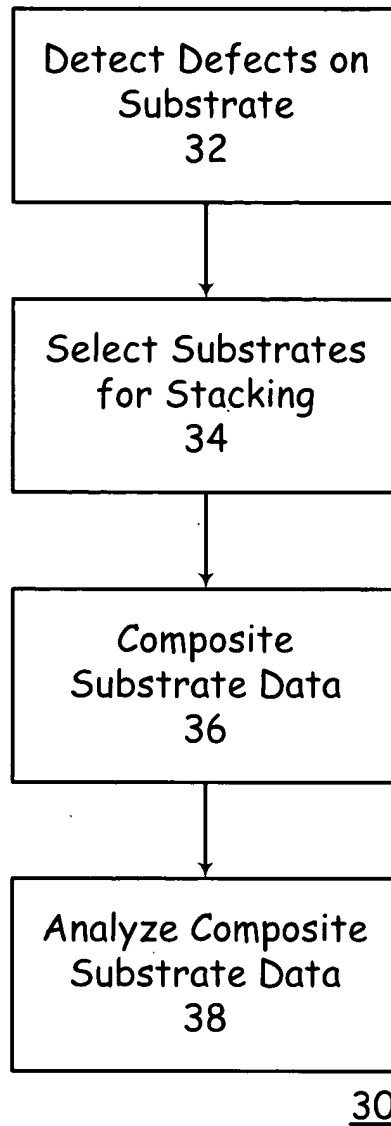 Detect Defects on
Substrate
32
Select Substrates
for Stacking
34
Composite
Substrate Data
36
Analyze Composite
Substrate Data
38
30